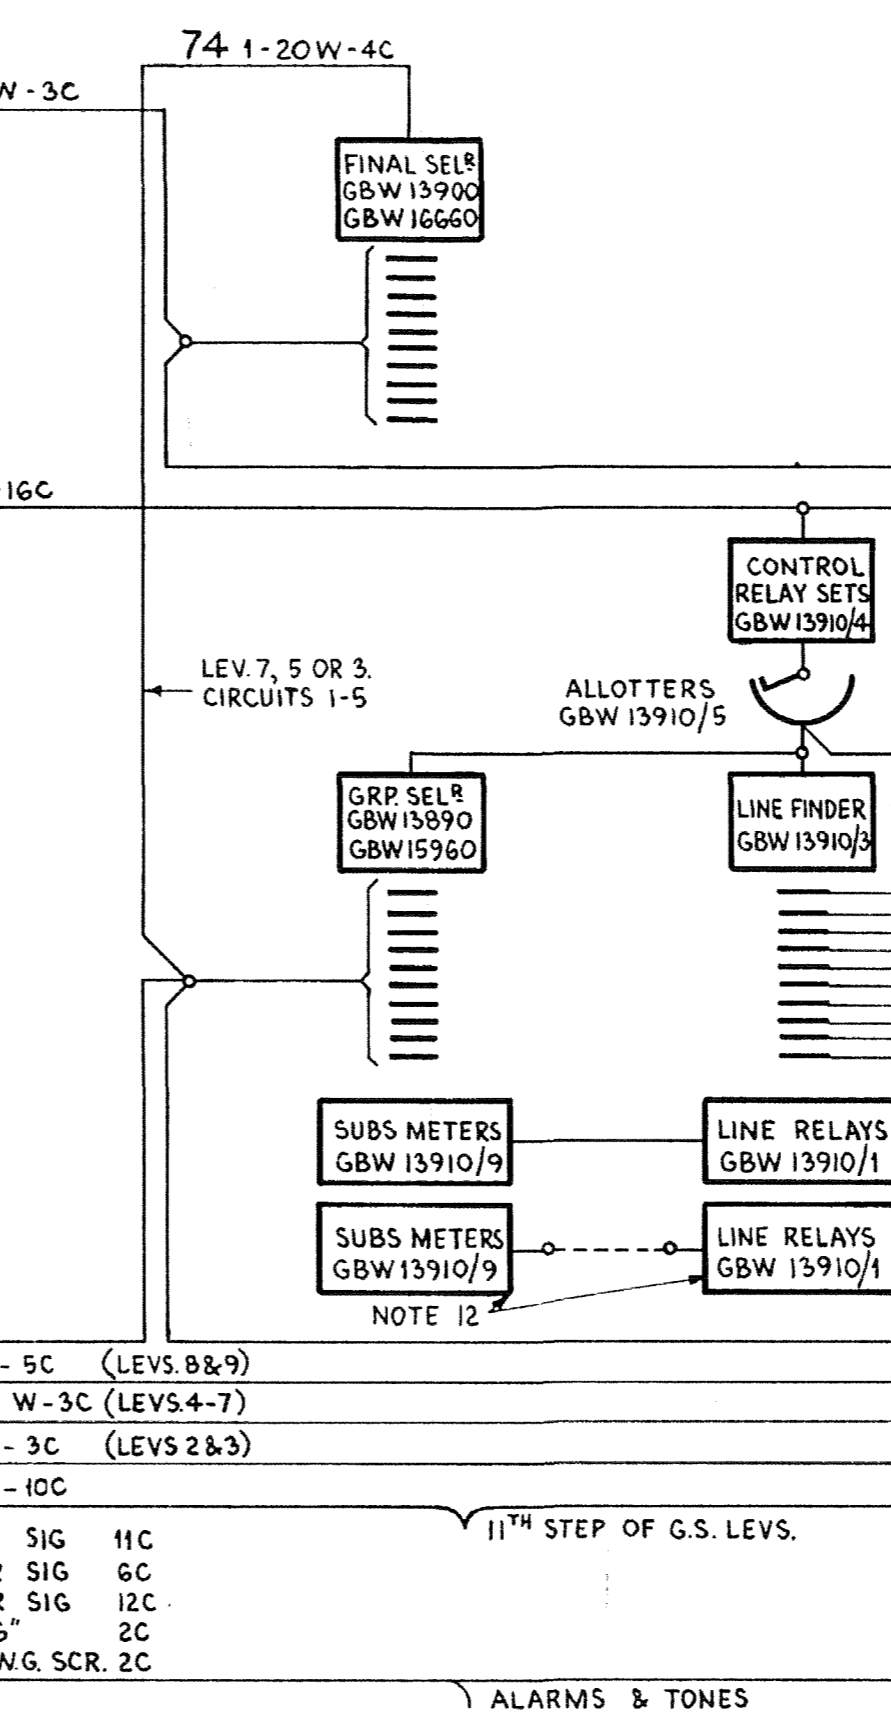 74 1-20W-4C
W-3C
FINAL SELR
GBW 13900
GBW 16660
-16C
CONTROL
RELAY SETS
GBW 13910/4
LEV. 7, 5 OR 3.
CIRCUITS 1-5
ALLOTTERS
GBW 13910/5
GRP. SELR
GBW 13890
GBW 15960
LINE FINDER
GBW 13910/3
SUBS METERS
GBW 13910/9
LINE RELAYS
GBW 13910/1
SUBS METERS
GBW 13910/9
LINE RELAYS
GBW 13910/1
NOTE 12
- 5C (LEVS. 8&9)
W-3C (LEVS. 4-7)
- 3C (LEVS 2&3)
-10C
11TH STEP OF G.S. LEVS.
SIG 11C
SIG 6C
R SIG 12C
G" 2C
N.G. SCR. 2C
ALARMS & TONES